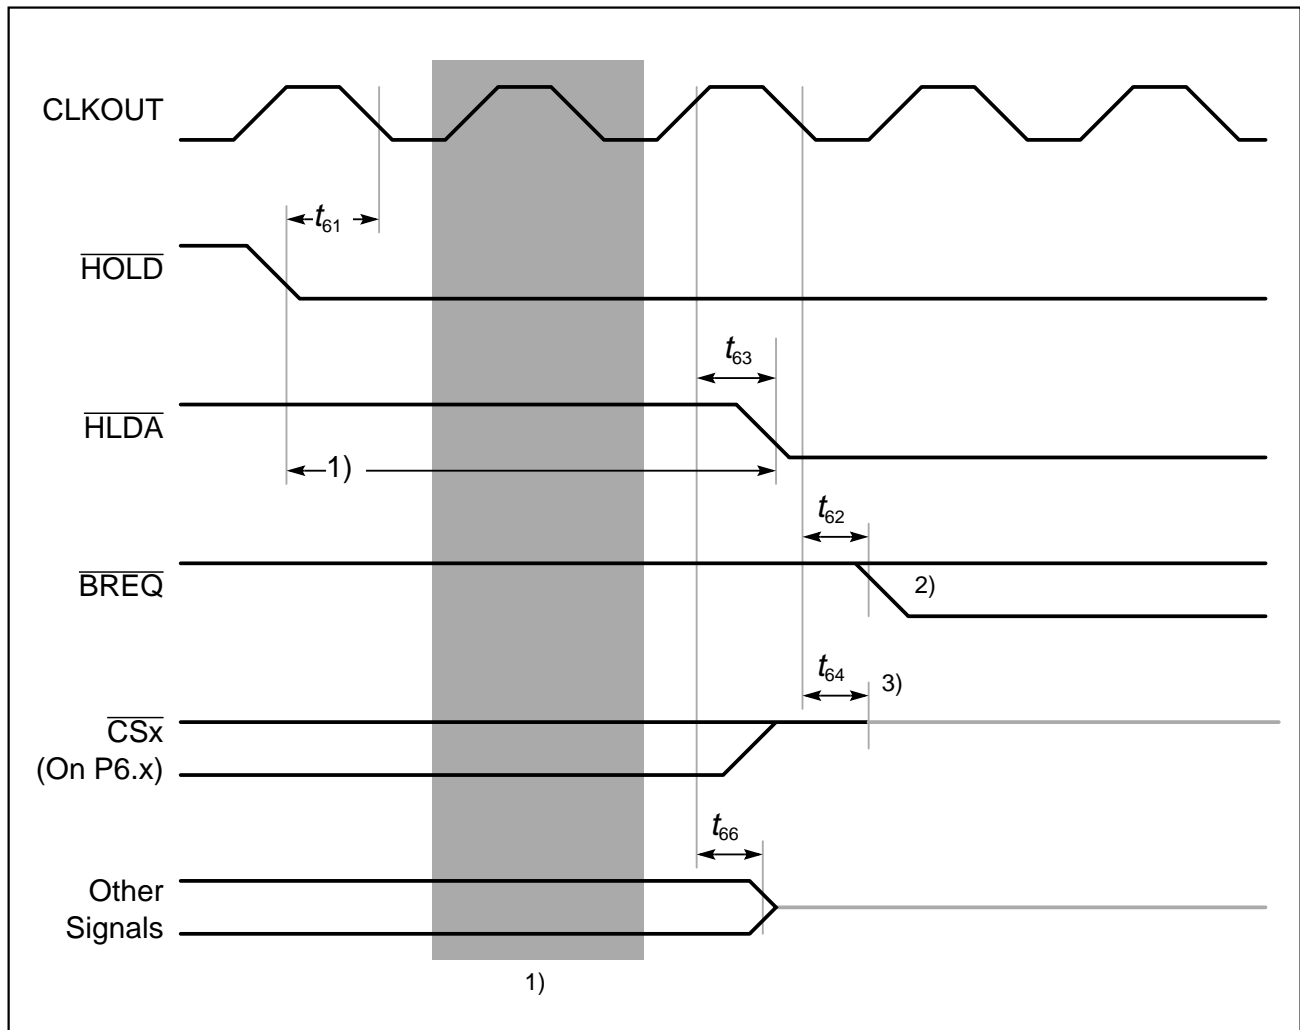 CLKOUT
t61
HOLD
t63
HLDA
1)
t62
BREQ
2)
t64
3)
CSx
(On P6.x)
t66
Other
Signals
1)